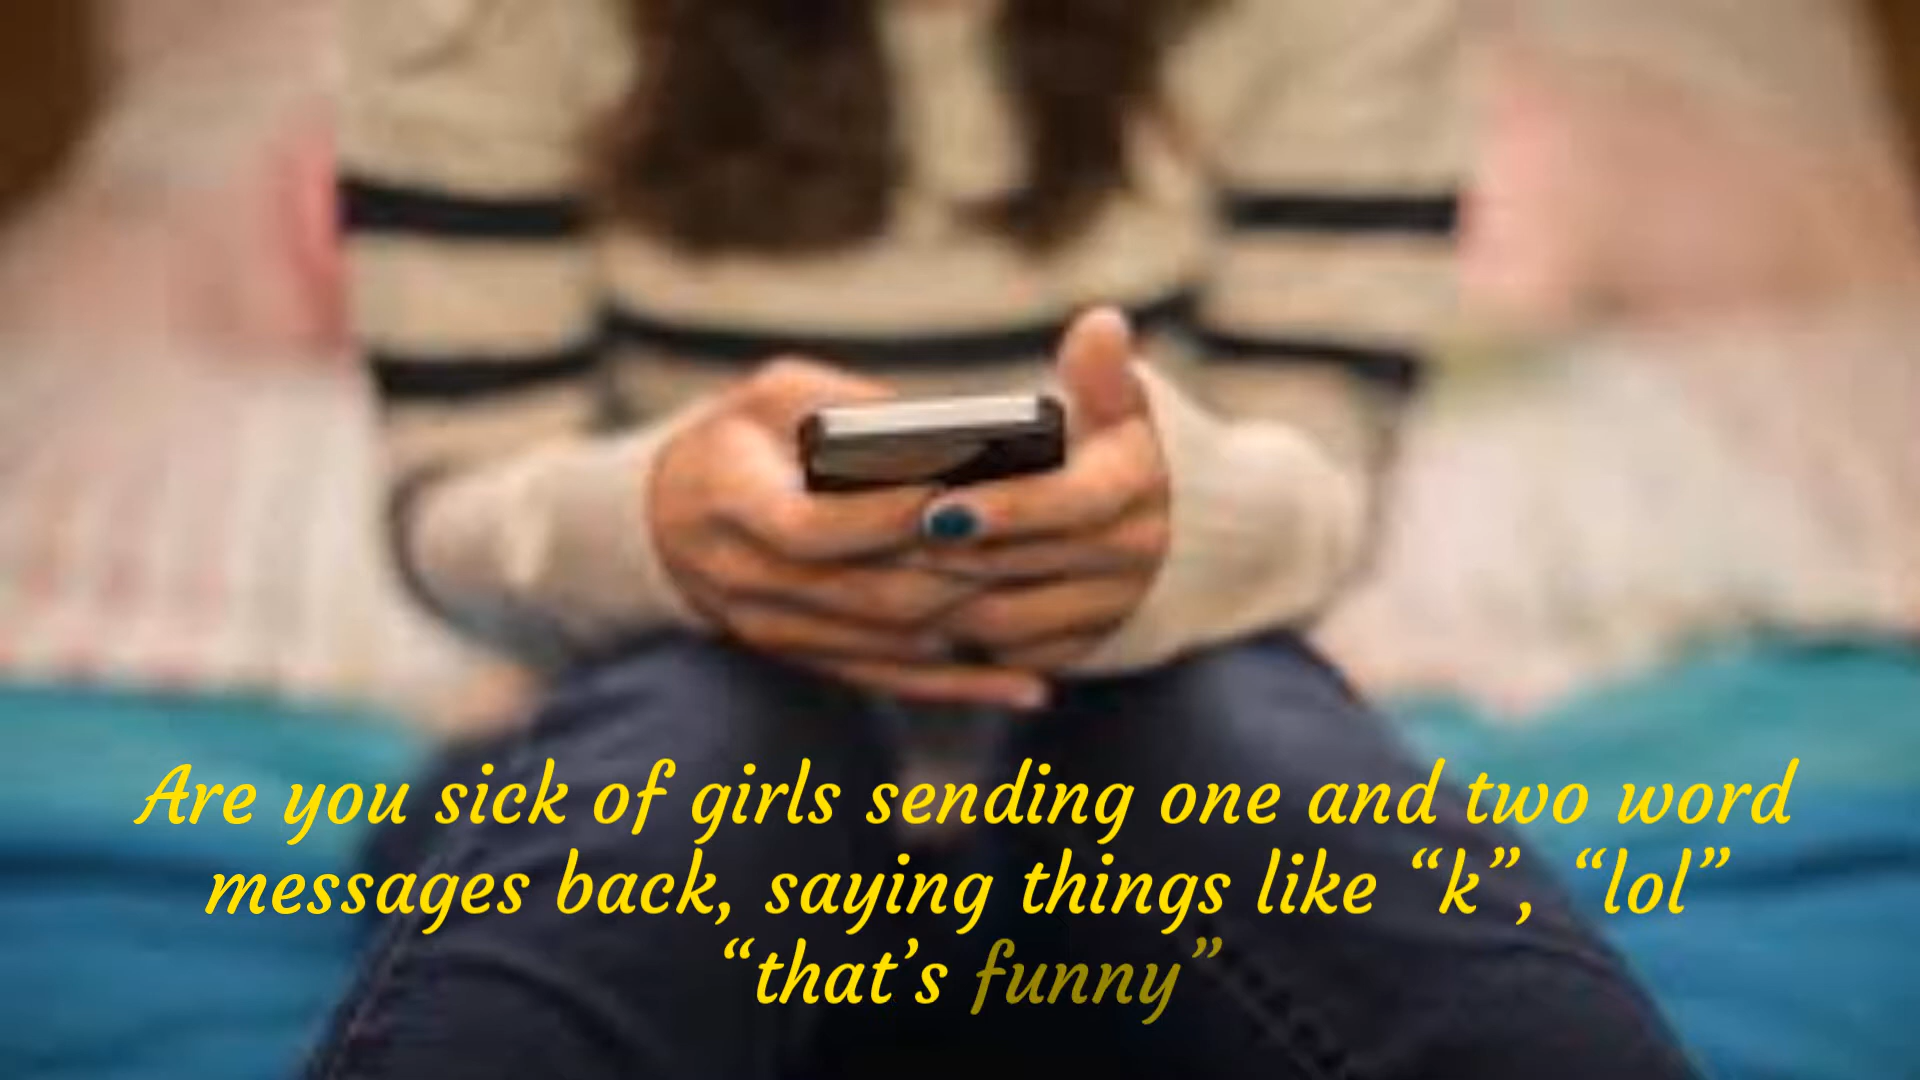 Are you sick of girls sending one and two word
messages back, saying things like “k”, “lol”
“that’s funny”